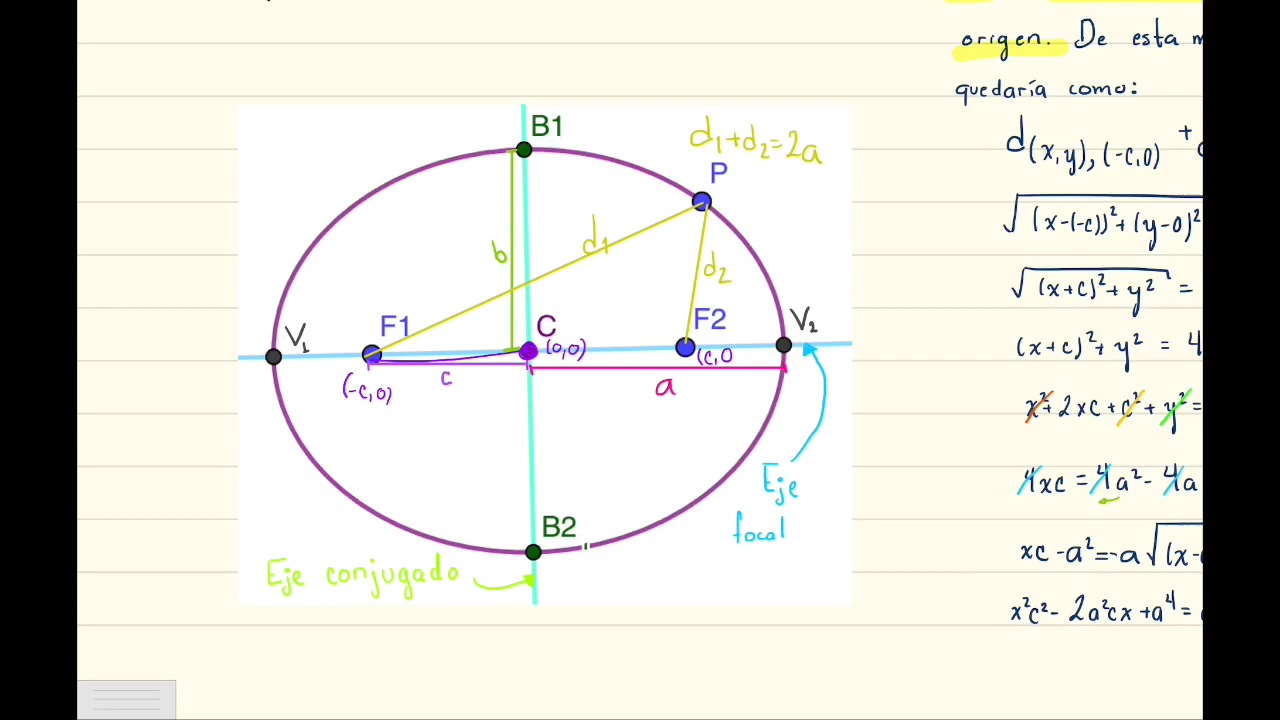 B1
d₁+d₂=2a
P
d₁
b
d₂
V₁
F1
C
(0,0)
F2
(c,0
V₂
(-c,0)
c
a
Eje
focal
B2
Eje conjugado
origen. De esta
quedaría como:
d(x,y),(-c,0) +
√(x-(-c))²+(y-0)²
√(x+c)²+y² =
(x+c)²+y² = 4
x²+2xc+c²+y²=
4xc = 4a²-4a
xc-a²=-a√(x-
x²c²-2a²cx+a⁴=